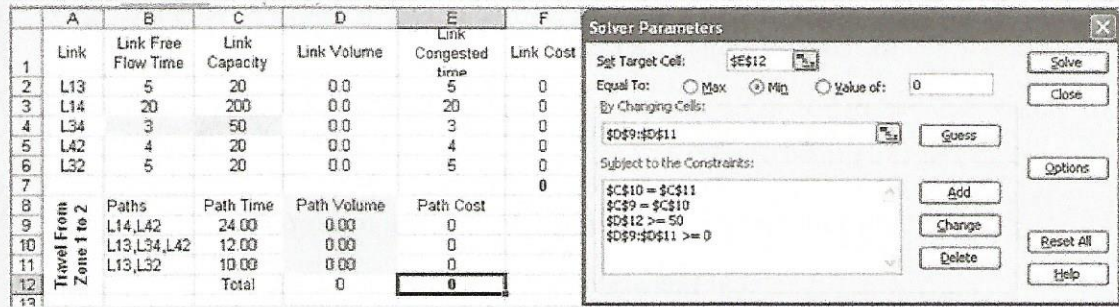 A B C D E F
1 Link Link Free Flow Time Link Capacity Link Volume Link Congested time Link Cost
2 L13 5 20 0.0 5 0
3 L14 20 200 0.0 20 0
4 L34 3 50 0.0 3 0
5 L42 4 20 0.0 4 0
6 L32 5 20 0.0 5 0
7 0
8 Paths Path Time Path Volume Path Cost
Travel From Zone 1 to 2
9 L14,L42 24.00 0.00 0
10 L13,L34,L42 12.00 0.00 0
11 L13,L32 10.00 0.00 0
12 Total 0 0
13
Solver Parameters
Set Target Cell: $E$12 Solve
Equal To: Max Min Value of: 0 Close
By Changing Cells:
$D$9:$D$11 Guess
Subject to the Constraints: Options
$C$10 = $C$11 Add
$C$9 = $C$10
$D$12 >= 50 Change
$D$9:$D$11 >= 0
Reset All
Delete
Help